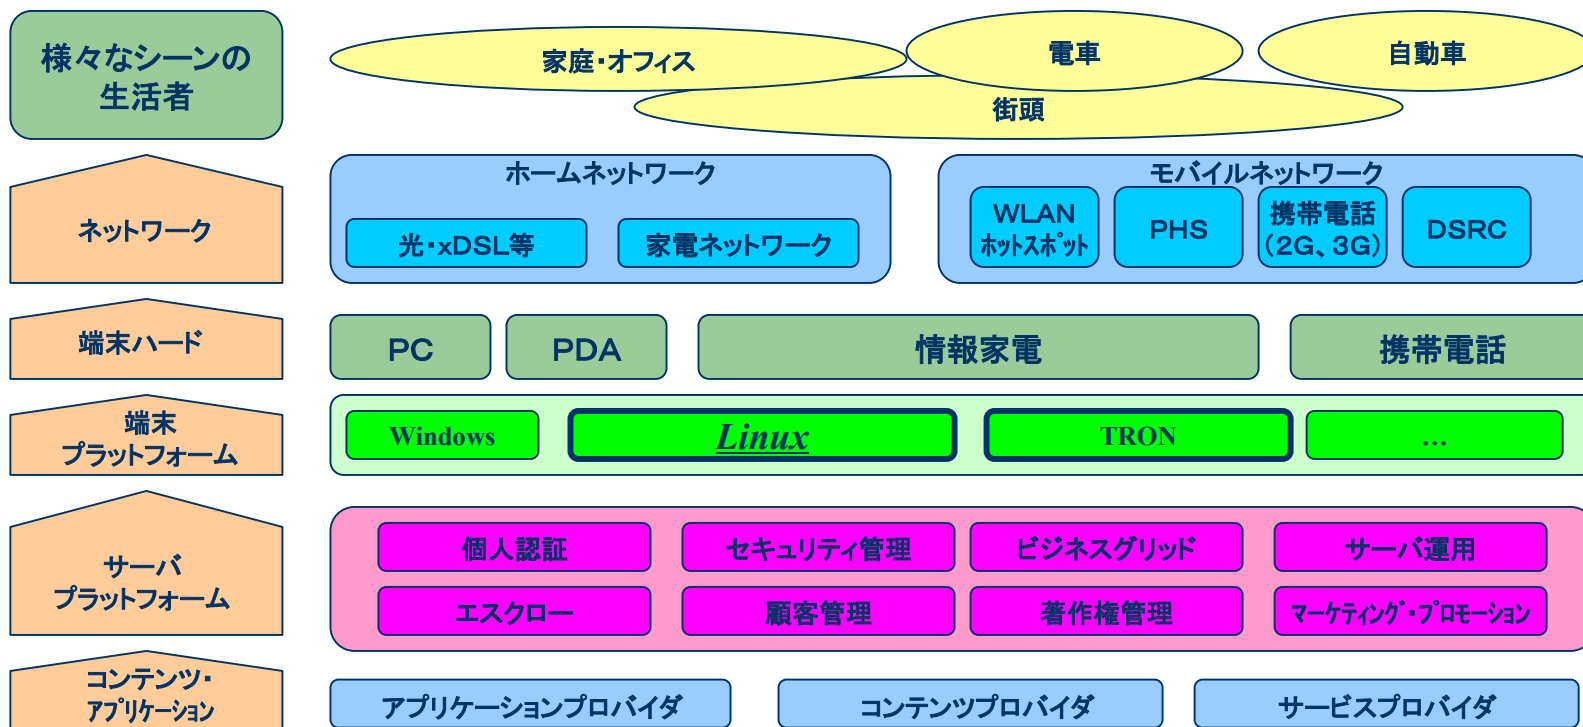 様々なシーンの
生活者
家庭・オフィス
電車
自動車
街頭
ネットワーク
ホームネットワーク
光・xDSL等
家電ネットワーク
モバイルネットワーク
WLAN
ﾎｯﾄｽﾎﾟｯﾄ
PHS
携帯電話
(2G、3G)
DSRC
端末ハード
PC
PDA
情報家電
携帯電話
端末
プラットフォーム
Windows
Linux
TRON
…
サーバ
プラットフォーム
個人認証
セキュリティ管理
ビジネスグリッド
サーバ運用
エスクロー
顧客管理
著作権管理
ﾏｰｹﾃｨﾝｸﾞ・ﾌﾟﾛﾓｰｼｮﾝ
コンテンツ・
ｱﾌﾟﾘｹｰｼｮﾝ
アプリケーションプロバイダ
コンテンツプロバイダ
サービスプロバイダ